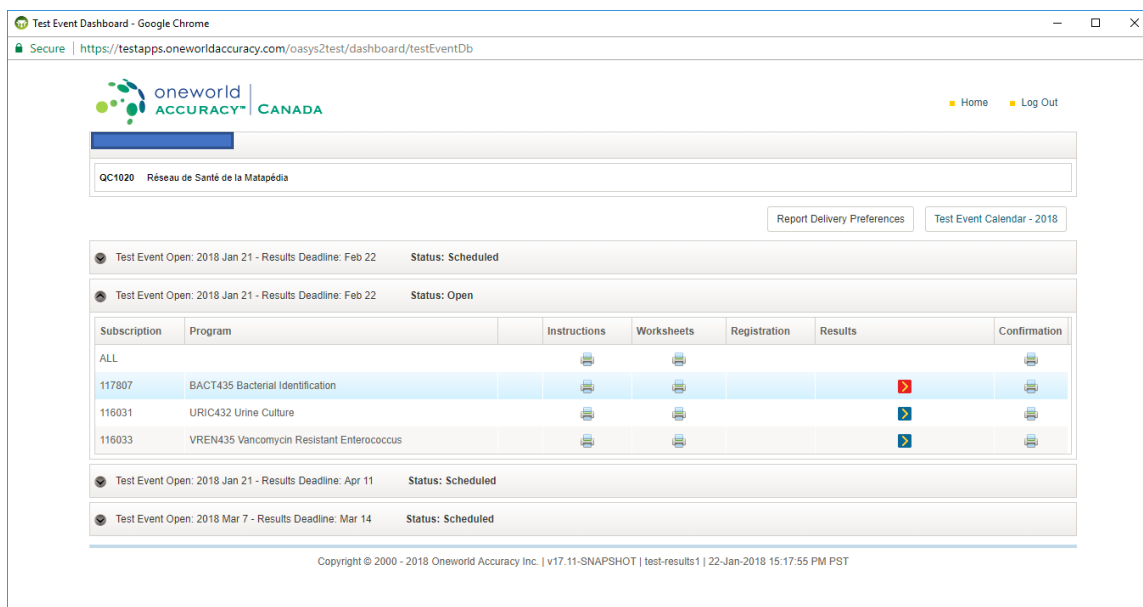 Test Event Dashboard - Google Chrome
Secure | https://testapps.oneworldaccuracy.com/oasys2test/dashboard/testEventDb
oneworld
ACCURACY™ CANADA
Home Log Out
QC1020 Réseau de Santé de la Matapédia
Report Delivery Preferences Test Event Calendar - 2018
Test Event Open: 2018 Jan 21 - Results Deadline: Feb 22 Status: Scheduled
Test Event Open: 2018 Jan 21 - Results Deadline: Feb 22 Status: Open
Subscription Program Instructions Worksheets Registration Results Confirmation
ALL
117807 BACT435 Bacterial Identification
116031 URIC432 Urine Culture
116033 VREN435 Vancomycin Resistant Enterococcus
Test Event Open: 2018 Jan 21 - Results Deadline: Apr 11 Status: Scheduled
Test Event Open: 2018 Mar 7 - Results Deadline: Mar 14 Status: Scheduled
Copyright © 2000 - 2018 Oneworld Accuracy Inc. | v17.11-SNAPSHOT | test-results1 | 22-Jan-2018 15:17:55 PM PST